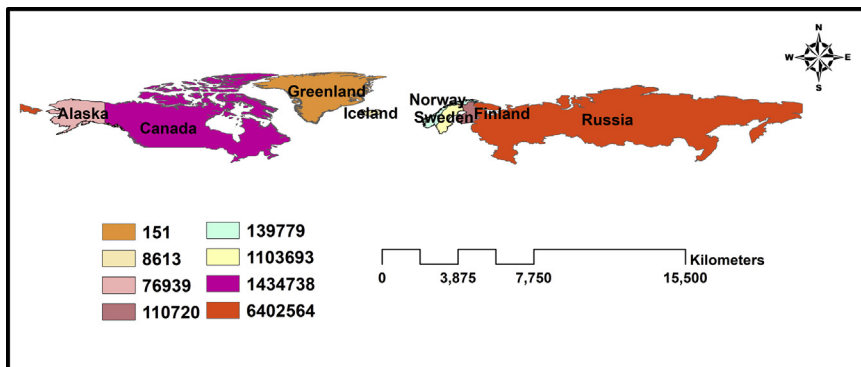 N
W E
S
Greenland
Norway
Alaska
Iceland
Sweden
Finland
Canada
Russia
151
139779
8613
1103693
76939
1434738
110720
6402564
Kilometers
0 3,875 7,750 15,500